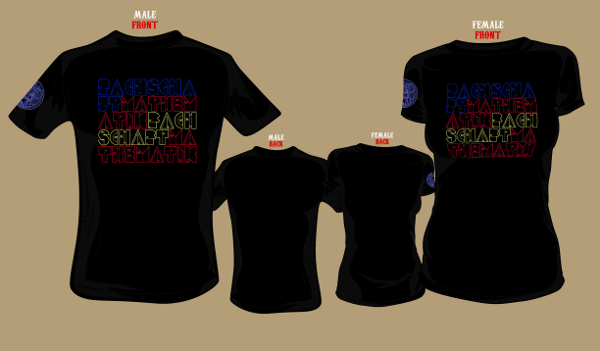 MALE
FRONT
FACHSCHA
FTMATHEM
ATIKFACH
SCHAFTMA
THEMATIK
MALE
BACK
FEMALE
BACK
FEMALE
FRONT
FACHSCHA
FTMATHEM
ATIKFACH
SCHAFTMA
THEMATIK